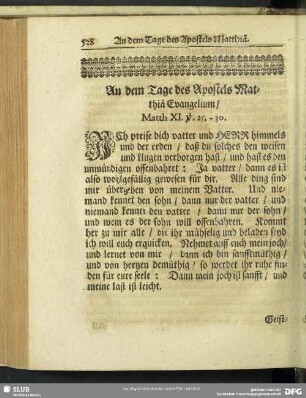 528 An dem Tage des Apostels Matthiä.
An dem Tage des Apostels Mat-
thiä Evangelium/
Matth XI. ℣. 25. - 30.
ICh preise dich vatter und HERR himmels
und der erden / daß du solches den weisen
und klugen verborgen hast / und hast es den
unmündigen offenbahret: Ja vatter / dann es ist
also wohlgefällig gewesen für dir. Alle ding sind
mir übergeben von meinem Vatter. Und nie-
mand kennet den sohn / dann nur der vatter / und
niemand kennet den vatter / dann nur der sohn /
und wem es der sohn will offenbahren. Kommt
her zu mir alle / die ihr mühselig und beladen seyd
ich will euch erquicken. Nehmet auff euch mein joch/
und lernet von mir / dann ich bin sanfftmüthig /
und von hertzen demüthig / so werdet ihr ruhe fin-
den für eure seele: Dann mein joch ist sanfft / und
meine last ist leicht.
Geistl-
SLUB
DFG